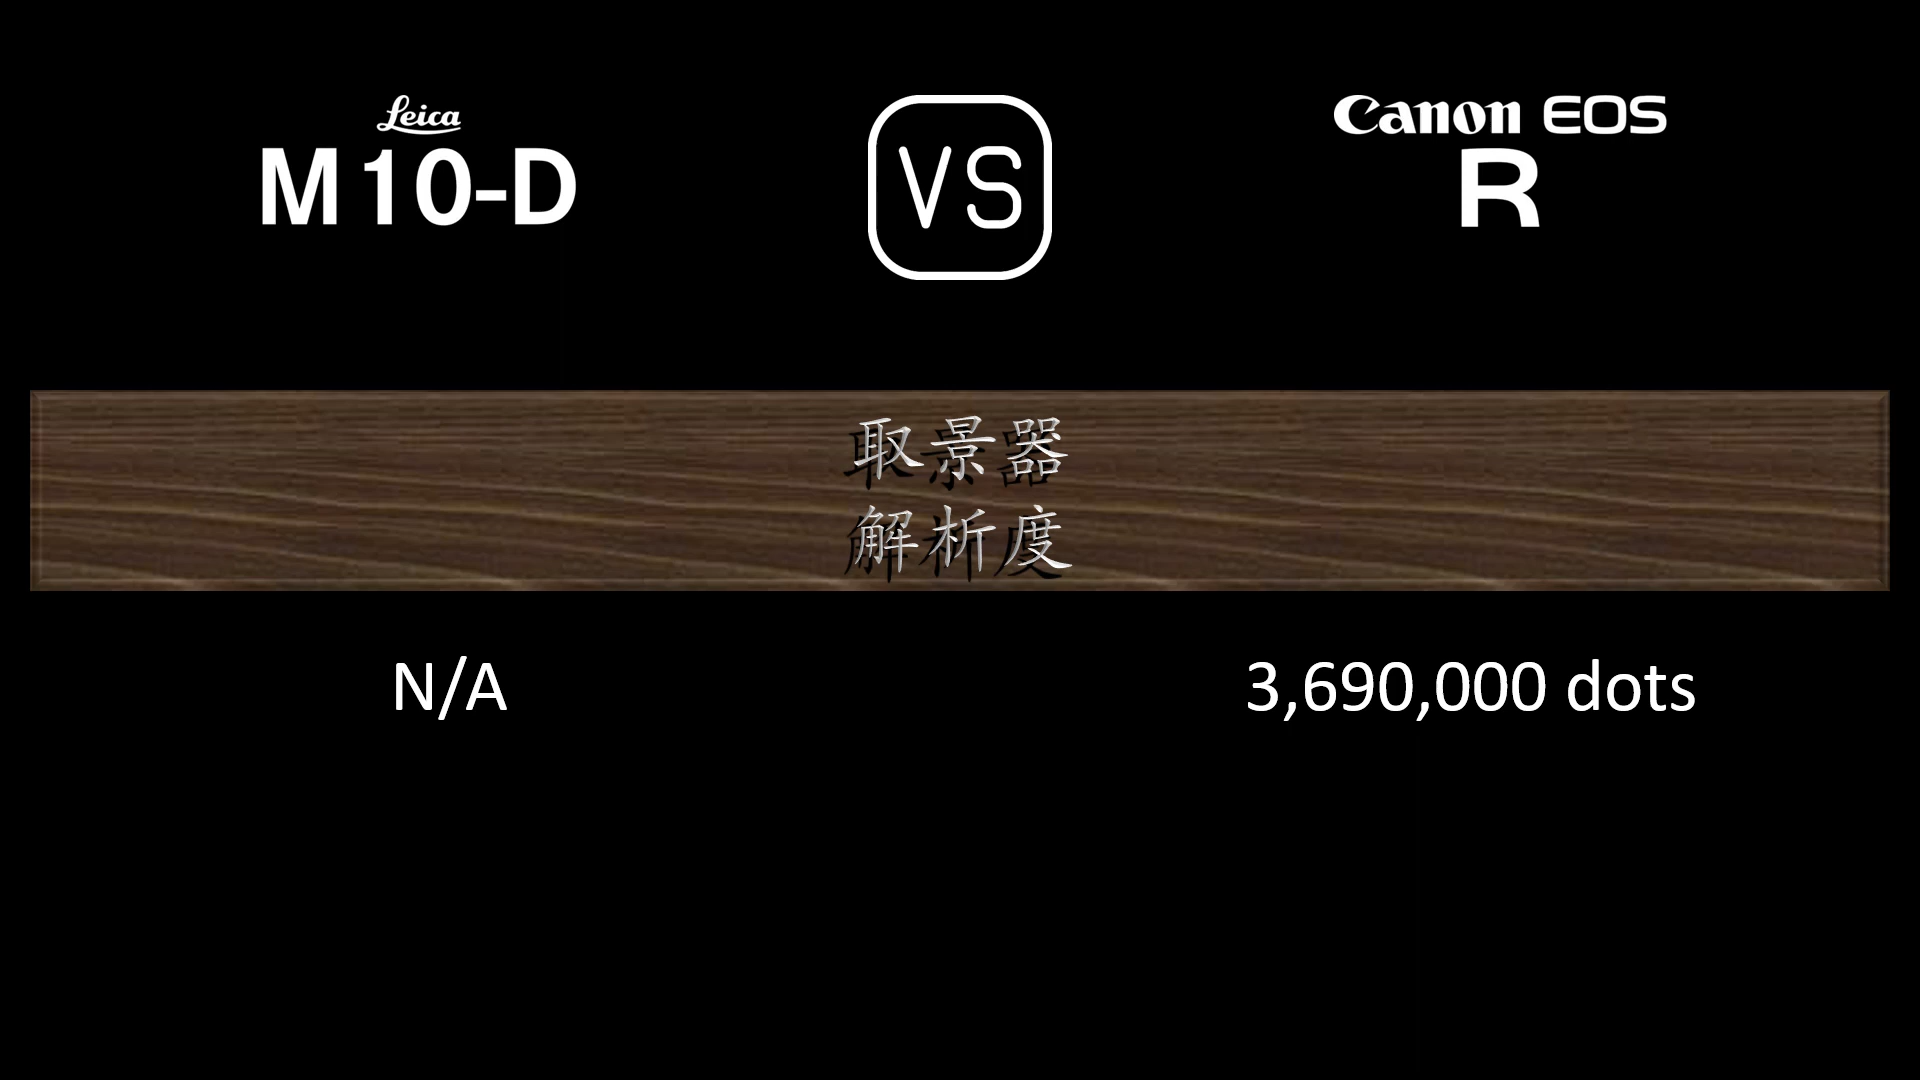 Leica
M10-D
VS
Canon EOS
R
取景器
解析度
N/A
3,690,000 dots